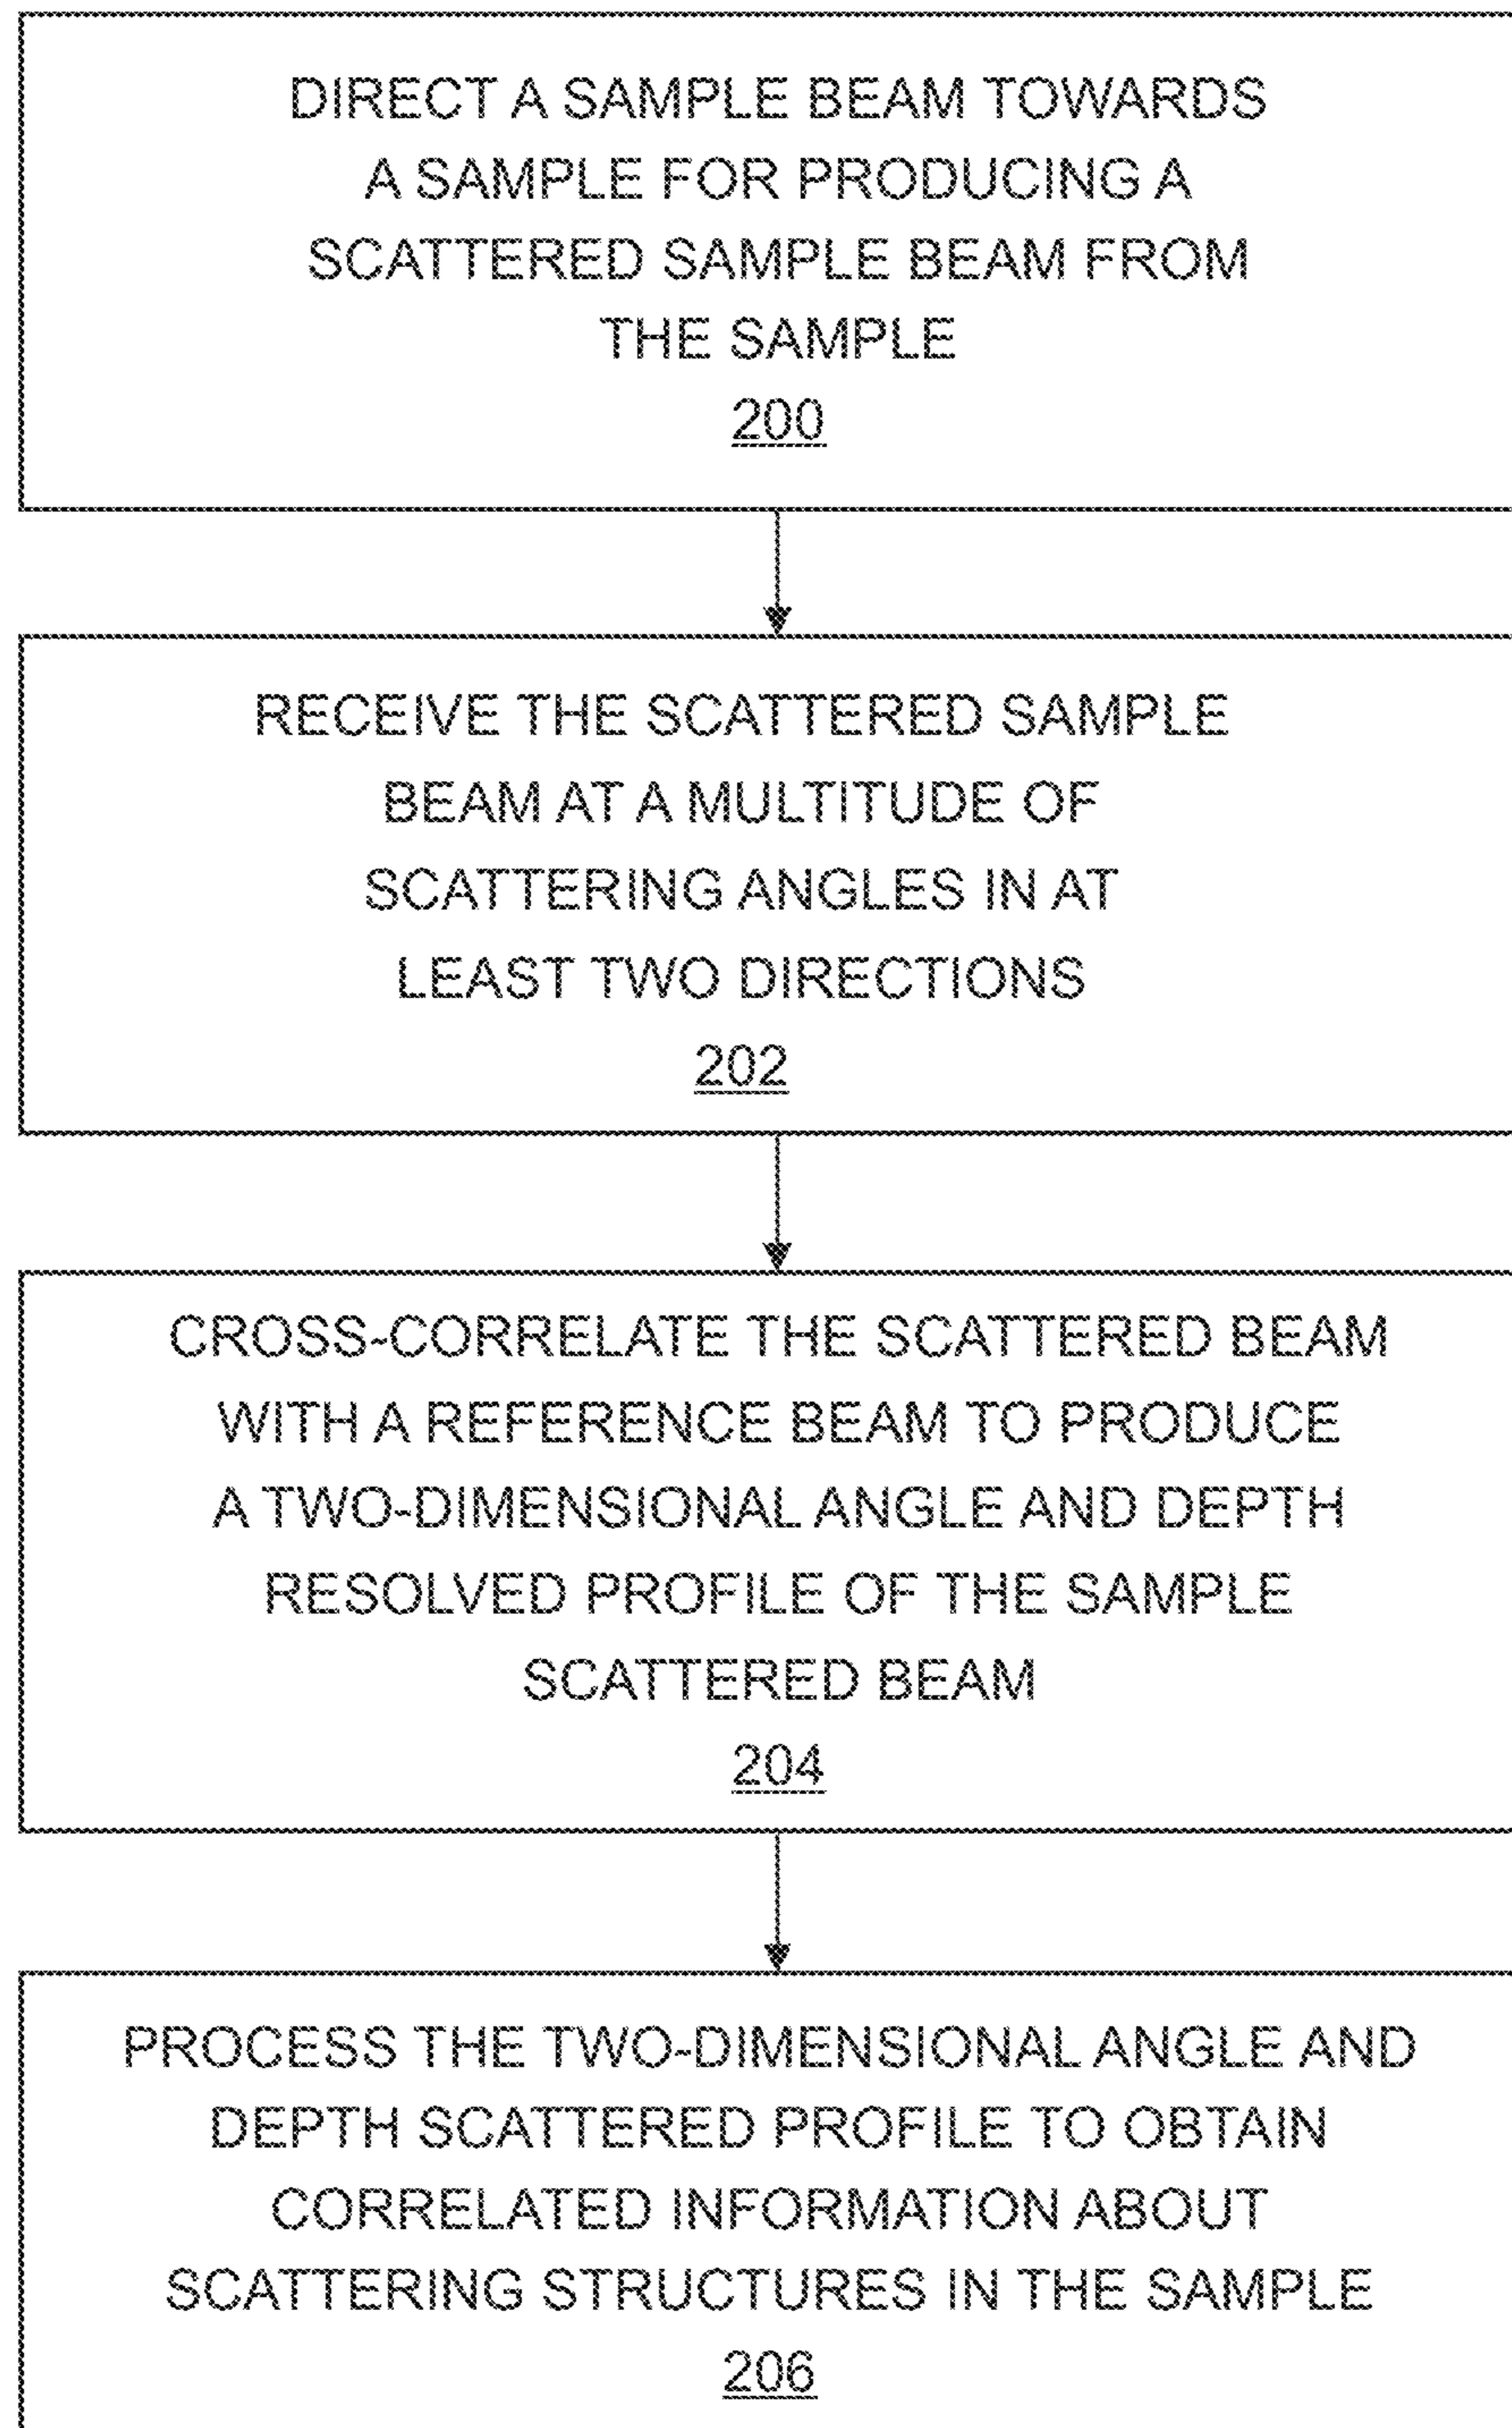 DIRECT A SAMPLE BEAM TOWARDS
A SAMPLE FOR PRODUCING A
SCATTERED SAMPLE BEAM FROM
THE SAMPLE
200
RECEIVE THE SCATTERED SAMPLE
BEAM AT A MULTITUDE OF
SCATTERING ANGLES IN AT
LEAST TWO DIRECTIONS
202
CROSS-CORRELATE THE SCATTERED BEAM
WITH A REFERENCE BEAM TO PRODUCE
A TWO-DIMENSIONAL ANGLE AND DEPTH
RESOLVED PROFILE OF THE SAMPLE
SCATTERED BEAM
204
PROCESS THE TWO-DIMENSIONAL ANGLE AND
DEPTH SCATTERED PROFILE TO OBTAIN
CORRELATED INFORMATION ABOUT
SCATTERING STRUCTURES IN THE SAMPLE
206